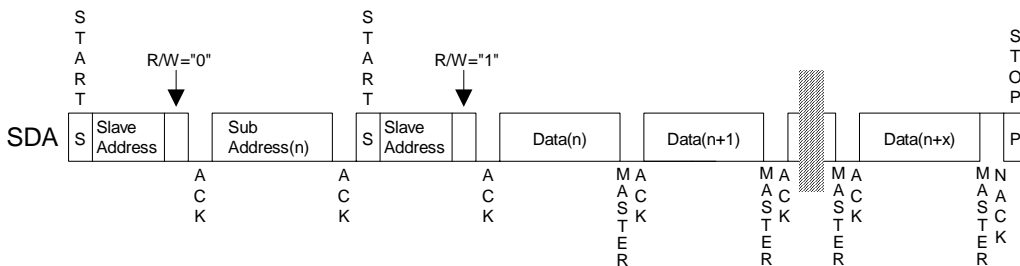 START
START
STOP
R/W="0"
R/W="1"
SDA
S
Slave
Address
Sub
Address(n)
S
Slave
Address
Data(n)
Data(n+1)
Data(n+x)
P
ACK
ACK
ACK
MASTER
ACK
MASTER
ACK
MASTER
ACK
MASTER
NACK